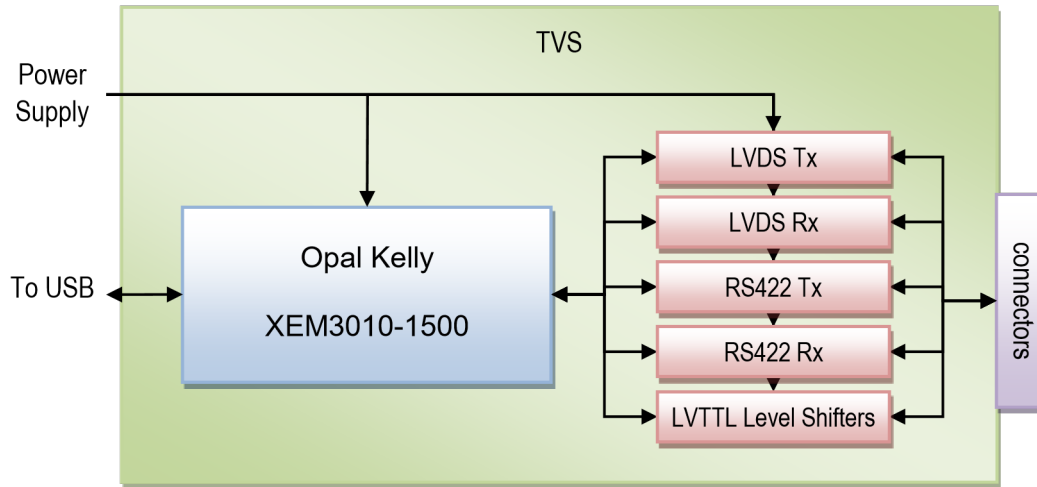 TVS
Power
Supply
LVDS Tx
LVDS Rx
Opal Kelly
XEM3010-1500
To USB
RS422 Tx
RS422 Rx
LVTTL Level Shifters
connectors